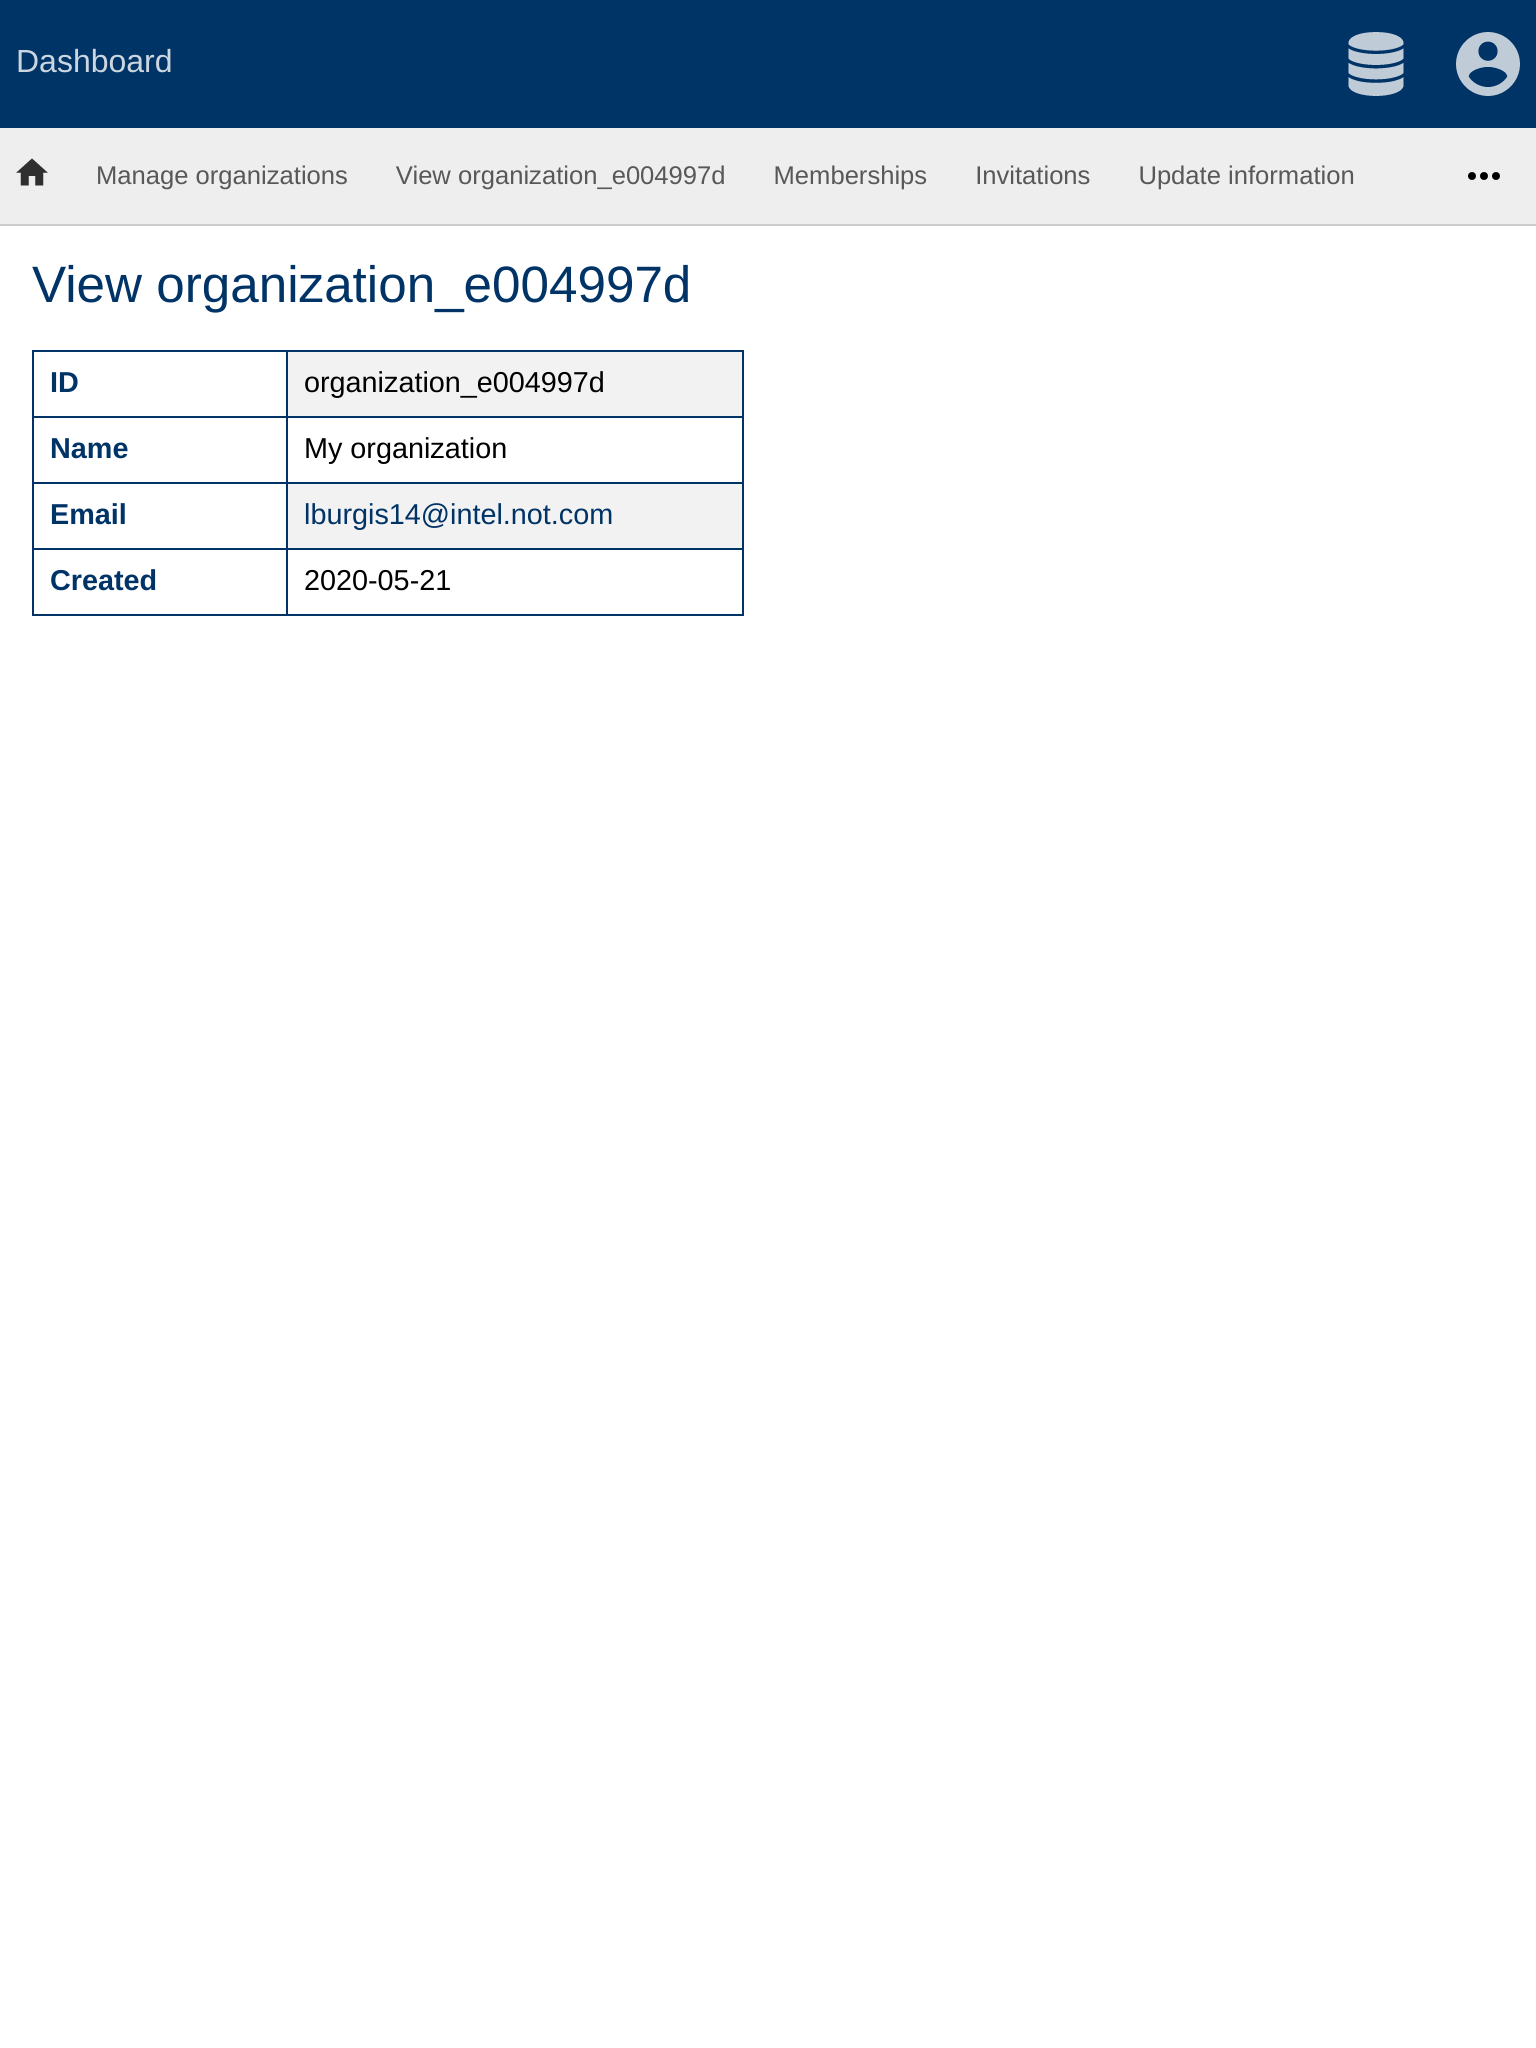 Dashboard
Manage organizations View organization_e004997d Memberships Invitations Update information
View organization_e004997d
ID organization_e004997d
Name My organization
Email lburgis14@intel.not.com
Created 2020-05-21